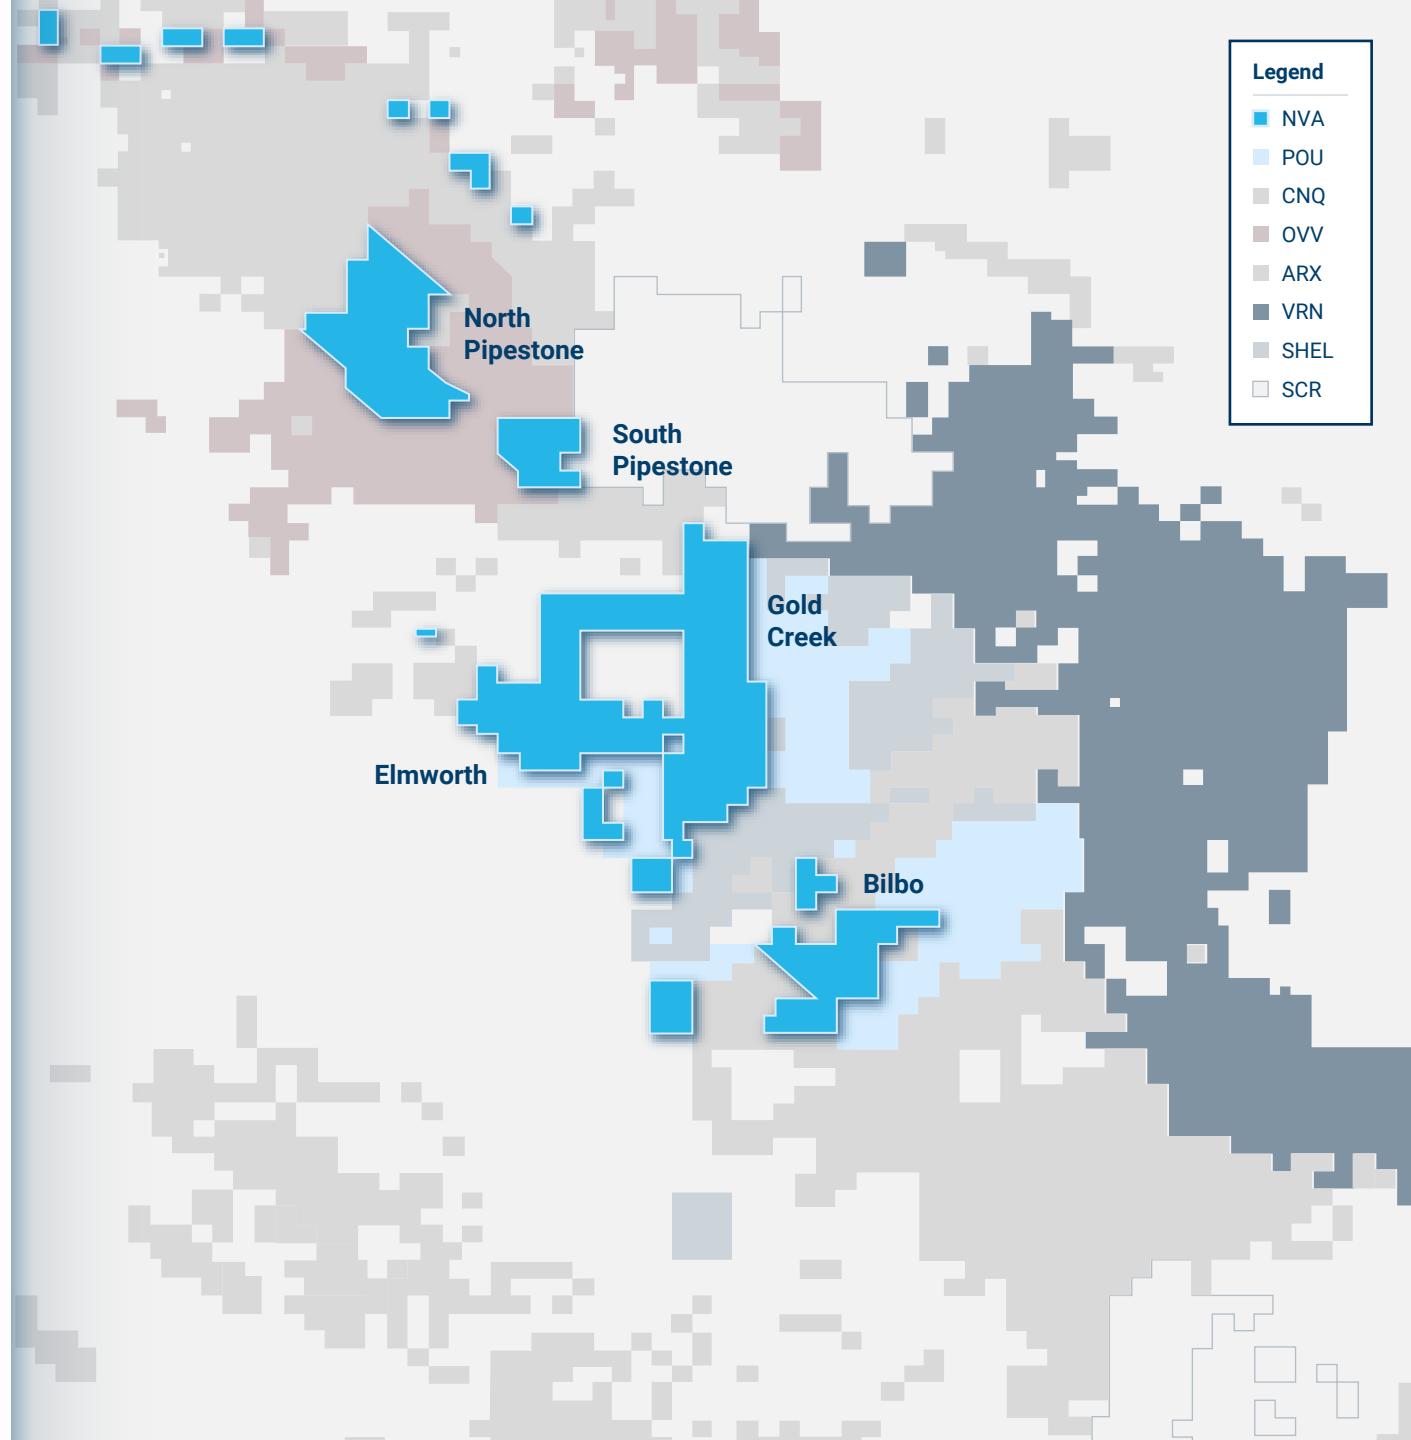 Legend
NVA
POU
CNQ
OVV
ARX
VRN
SHEL
SCR
North
Pipestone
South
Pipestone
Gold
Creek
Elmworth
Bilbo